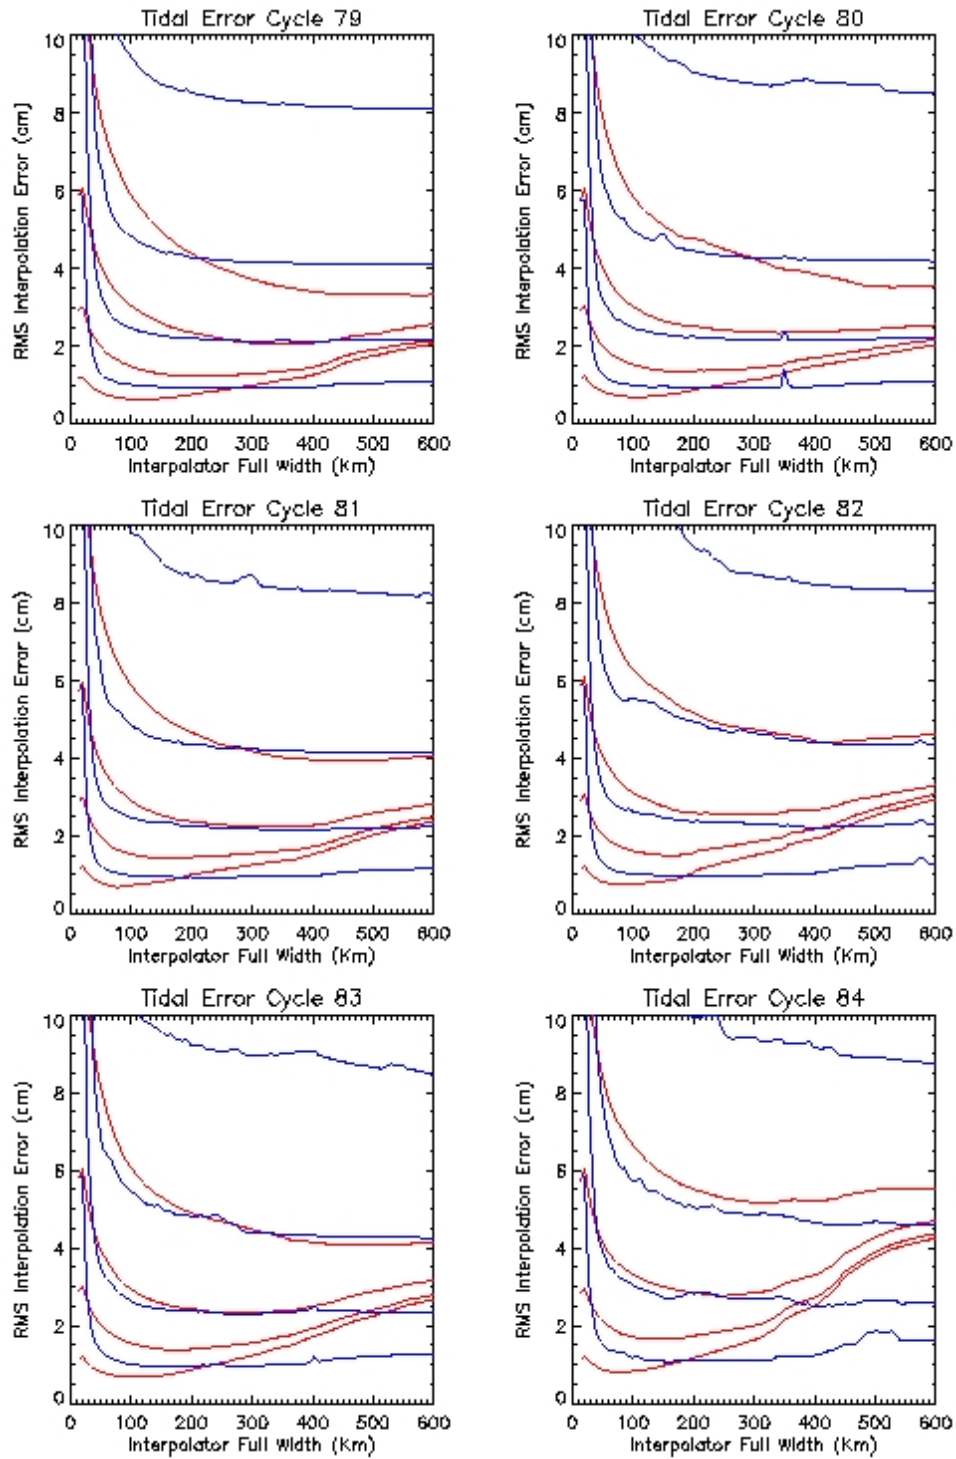 Tidal Error Cycle 79
RMS Interpolation Error (cm)
10
8
6
4
2
0
0 100 200 300 400 500 600
Interpolator Full Width (Km)
Tidal Error Cycle 80
RMS Interpolation Error (cm)
10
8
6
4
2
0
0 100 200 300 400 500 600
Interpolator Full Width (Km)
Tidal Error Cycle 81
RMS Interpolation Error (cm)
10
8
6
4
2
0
0 100 200 300 400 500 600
Interpolator Full Width (Km)
Tidal Error Cycle 82
RMS Interpolation Error (cm)
10
8
6
4
2
0
0 100 200 300 400 500 600
Interpolator Full Width (Km)
Tidal Error Cycle 83
RMS Interpolation Error (cm)
10
8
6
4
2
0
0 100 200 300 400 500 600
Interpolator Full Width (Km)
Tidal Error Cycle 84
RMS Interpolation Error (cm)
10
8
6
4
2
0
0 100 200 300 400 500 600
Interpolator Full Width (Km)